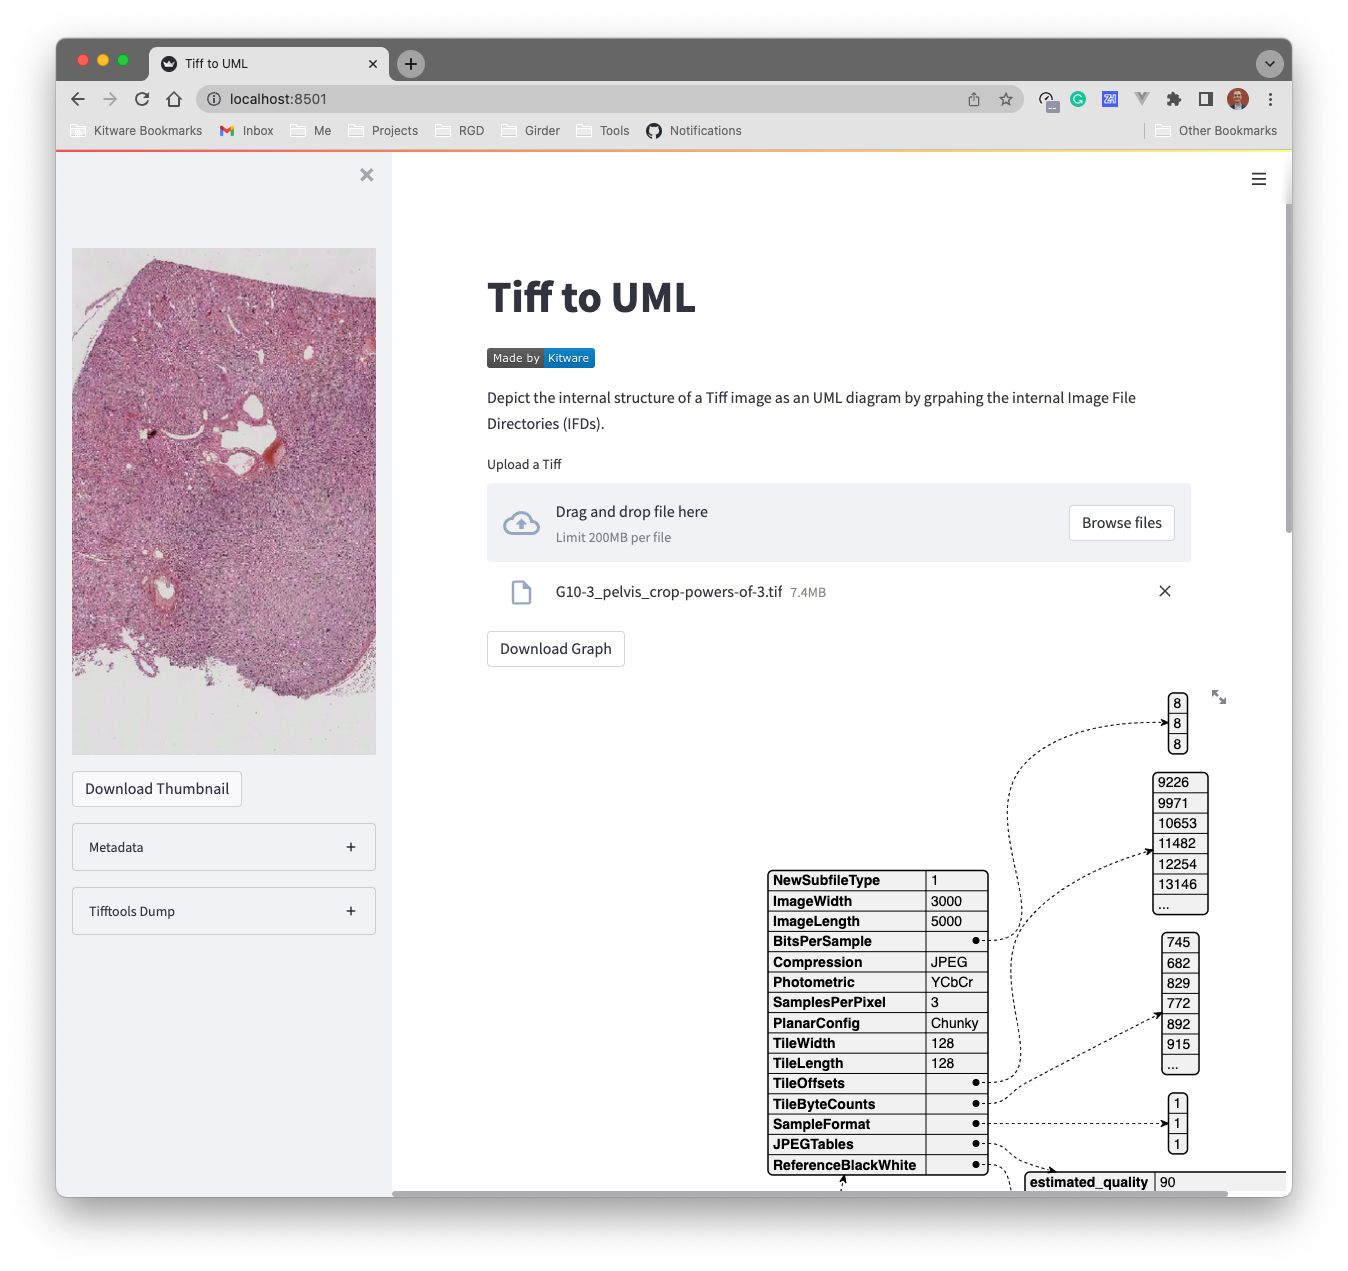 Tiff to UML
localhost:8501
Kitware Bookmarks
Inbox
Me
Projects
RGD
Girder
Tools
Notifications
Other Bookmarks
Download Thumbnail
Metadata
Tifftools Dump
Tiff to UML
Made by Kitware
Depict the internal structure of a Tiff image as an UML diagram by grpahing the internal Image File
Directories (IFDs).
Upload a Tiff
Drag and drop file here
Limit 200MB per file
Browse files
G10-3_pelvis_crop-powers-of-3.tif 7.4MB
Download Graph
NewSubfileType 1
ImageWidth 3000
ImageLength 5000
BitsPerSample
Compression JPEG
Photometric YCbCr
SamplesPerPixel 3
PlanarConfig Chunky
TileWidth 128
TileLength 128
TileOffsets
TileByteCounts
SampleFormat
JPEGTables
ReferenceBlackWhite
8
8
8
9226
9971
10653
11482
12254
13146
...
745
682
829
772
892
915
...
1
1
1
estimated_quality 90